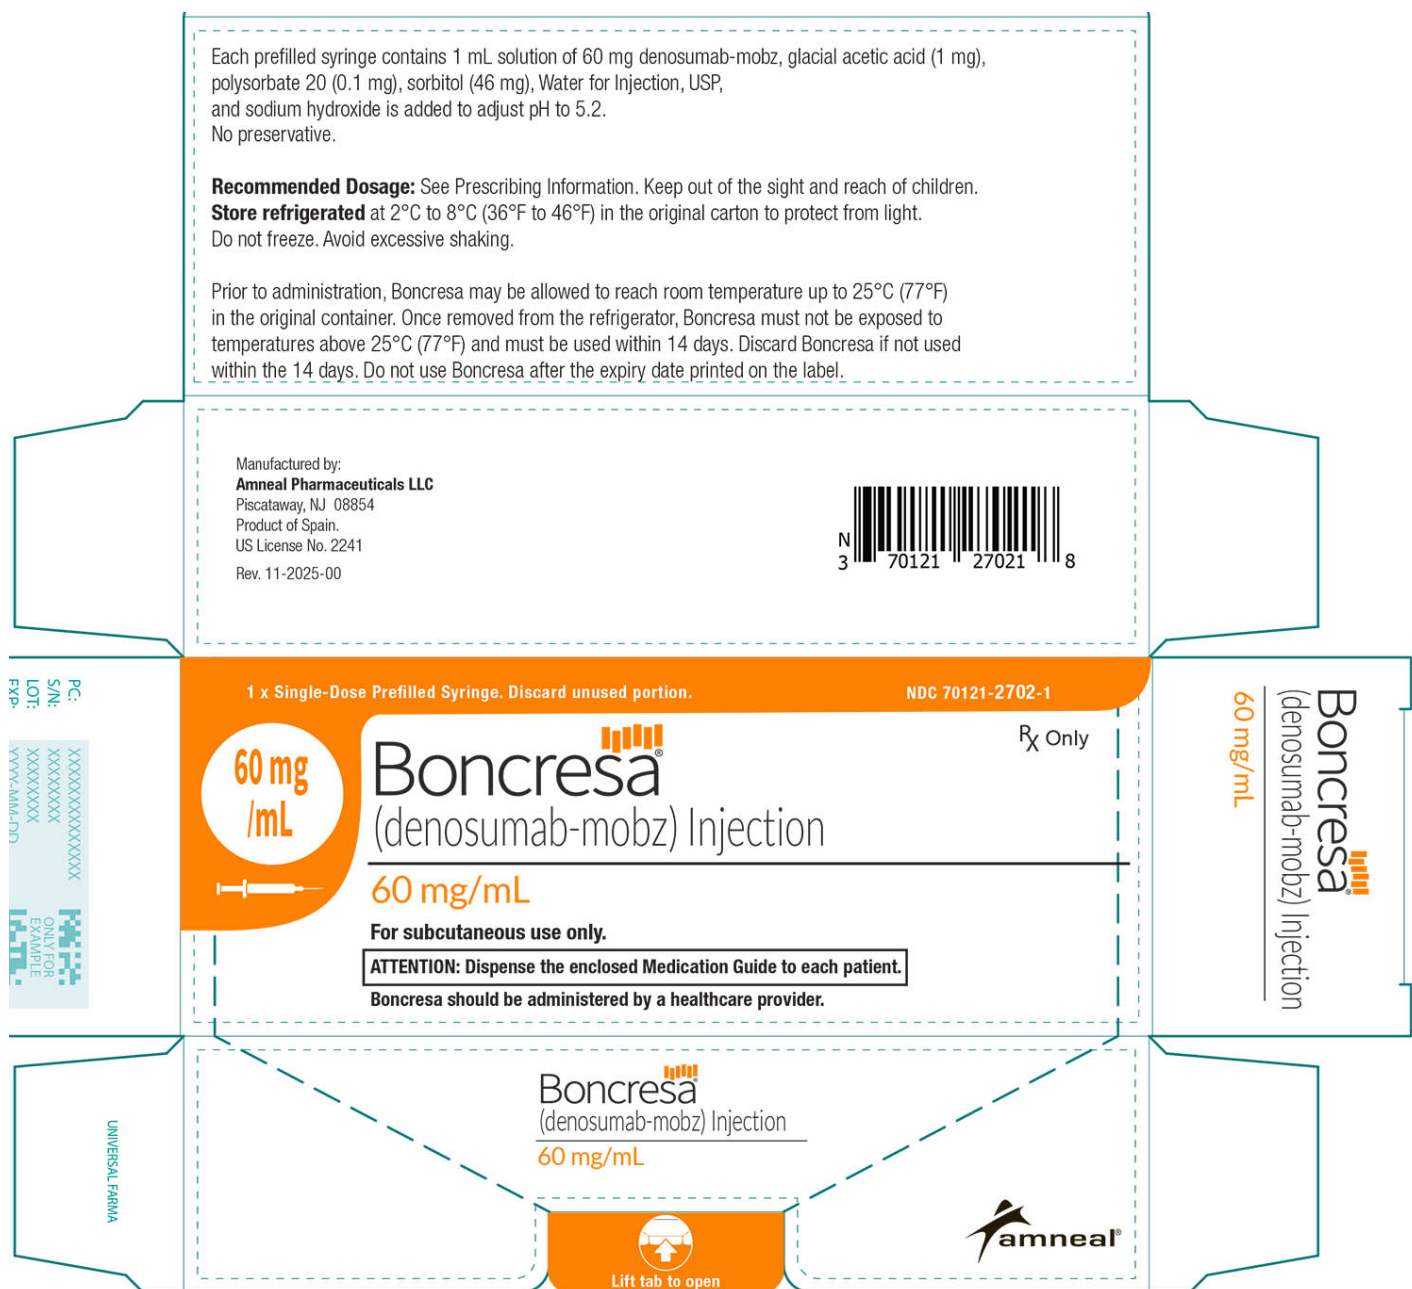 Each prefilled syringe contains 1 mL solution of 60 mg denosumab-mobz, glacial acetic acid (1 mg),
polysorbate 20 (0.1 mg), sorbitol (46 mg), Water for Injection, USP,
and sodium hydroxide is added to adjust pH to 5.2.
No preservative.
Recommended Dosage: See Prescribing Information. Keep out of the sight and reach of children.
Store refrigerated at 2°C to 8°C (36°F to 46°F) in the original carton to protect from light.
Do not freeze. Avoid excessive shaking.
Prior to administration, Boncresa may be allowed to reach room temperature up to 25°C (77°F)
in the original container. Once removed from the refrigerator, Boncresa must not be exposed to
temperatures above 25°C (77°F) and must be used within 14 days. Discard Boncresa if not used
within the 14 days. Do not use Boncresa after the expiry date printed on the label.
Manufactured by:
Amneal Pharmaceuticals LLC
Piscataway, NJ 08854
Product of Spain.
US License No. 2241
Rev. 11-2025-00
N
3 70121 27021 8
PC: XXXXXXXXXXXXXX
S/N: XXXXXXXX
LOT: XXXXXXXX
EXP: YYY-MM-DD
ONLY FOR
EXAMPLE
1 x Single-Dose Prefilled Syringe. Discard unused portion.
NDC 70121-2702-1
60 mg
/mL
Boncresa®
Rx Only
(denosumab-mobz) Injection
60 mg/mL
For subcutaneous use only.
ATTENTION: Dispense the enclosed Medication Guide to each patient.
Boncresa should be administered by a healthcare provider.
Boncresa®
(denosumab-mobz) Injection
60 mg/mL
Boncresa®
(denosumab-mobz) Injection
60 mg/mL
UNIVERSAL FARMA
amneal®
Lift tab to open